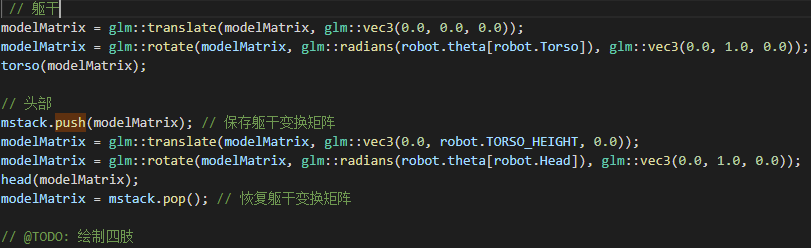 // 躯干
modelMatrix = glm::translate(modelMatrix, glm::vec3(0.0, 0.0, 0.0));
modelMatrix = glm::rotate(modelMatrix, glm::radians(robot.theta[robot.Torso]), glm::vec3(0.0, 1.0, 0.0));
torso(modelMatrix);
// 头部
mstack.push(modelMatrix); // 保存躯干变换矩阵
modelMatrix = glm::translate(modelMatrix, glm::vec3(0.0, robot.TORSO_HEIGHT, 0.0));
modelMatrix = glm::rotate(modelMatrix, glm::radians(robot.theta[robot.Head]), glm::vec3(0.0, 1.0, 0.0));
head(modelMatrix);
modelMatrix = mstack.pop(); // 恢复躯干变换矩阵
// @TODO: 绘制四肢